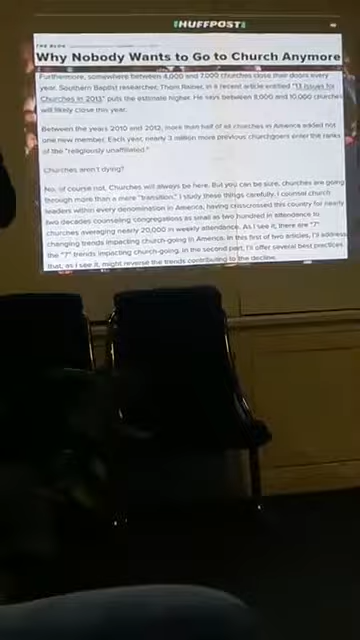 HUFFPOST
THE BLOG
Why Nobody Wants to Go to Church Anymore
Furthermore, somewhere between 4,000 and 7,000 churches close their doors every
year. Southern Baptist researcher, Thom Rainer, in a recent article entitled "13 Issues for
Churches in 2013" puts the estimate higher. He says between 8,000 and 10,000 churches
will likely close this year.
Between the years 2010 and 2012, more than half of all churches in America added not
one new member. Each year, nearly 3 million more previous churchgoers enter the ranks
of the "religiously unaffiliated."
Churches aren't dying?
No, of course not. Churches will always be here. But you can be sure, churches are going
through more than a mere "transition." I study these things carefully. I counsel church
leaders within every denomination in America, having crisscrossed this country for nearly
two decades counseling congregations as small as two hundred in attendance to
churches averaging nearly 20,000 in weekly attendance. As I see it, there are "7"
changing trends impacting church-going in America. In this first of two articles, I'll address
the "7" trends impacting church-going. In the second part, I'll offer several best practices
that, as I see it, might reverse the trends contributing to the decline.